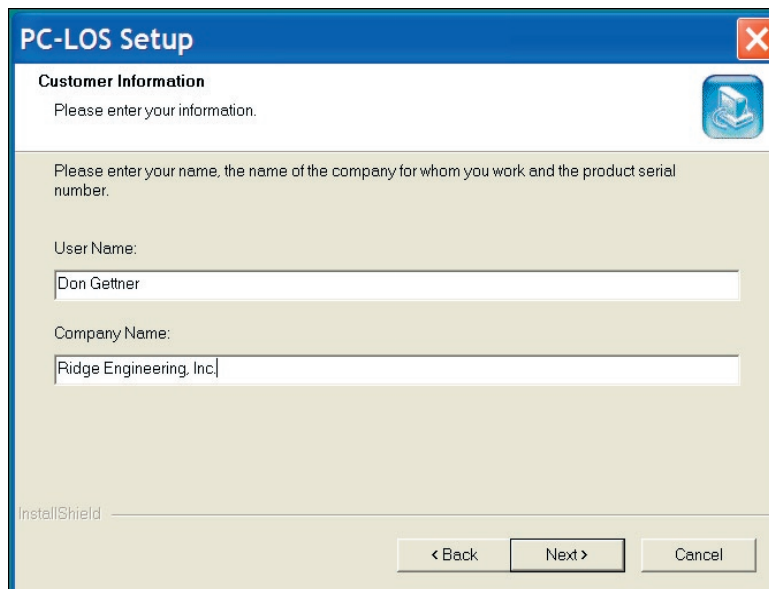 PC-LOS Setup
Customer Information
Please enter your information.
Please enter your name, the name of the company for whom you work and the product serial
number.
User Name:
Don Gettner
Company Name:
Ridge Engineering, Inc.
InstallShield
< Back Next > Cancel